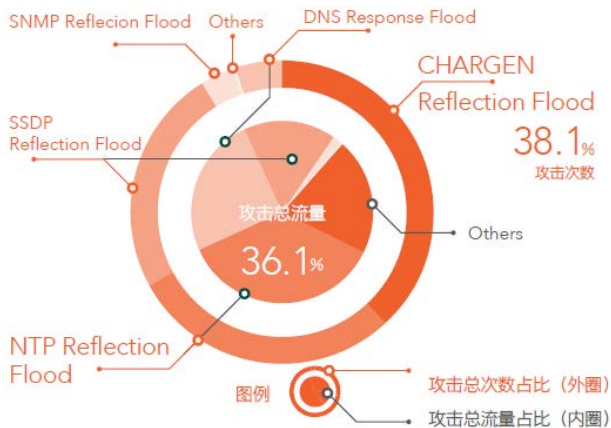 SNMP Reflecion Flood
Others
DNS Response Flood
CHARGEN
Reflection Flood
38.1%
攻击次数
SSDP
Reflection Flood
攻击总流量
36.1%
Others
NTP Reflection
Flood
图例
攻击总次数占比（外圈）
攻击总流量占比（内圈）